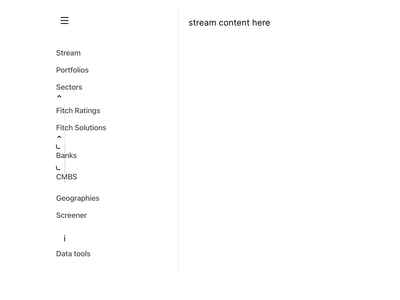 stream content here
Stream
Portfolios
Sectors
Fitch Ratings
Fitch Solutions
Banks
CMBS
Geographies
Screener
i
Data tools